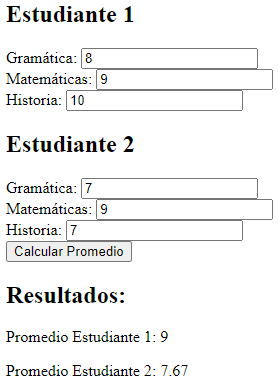 Estudiante 1
Gramática: 8
Matemáticas: 9
Historia: 10
Estudiante 2
Gramática: 7
Matemáticas: 9
Historia: 7
Calcular Promedio
Resultados:
Promedio Estudiante 1: 9
Promedio Estudiante 2: 7.67